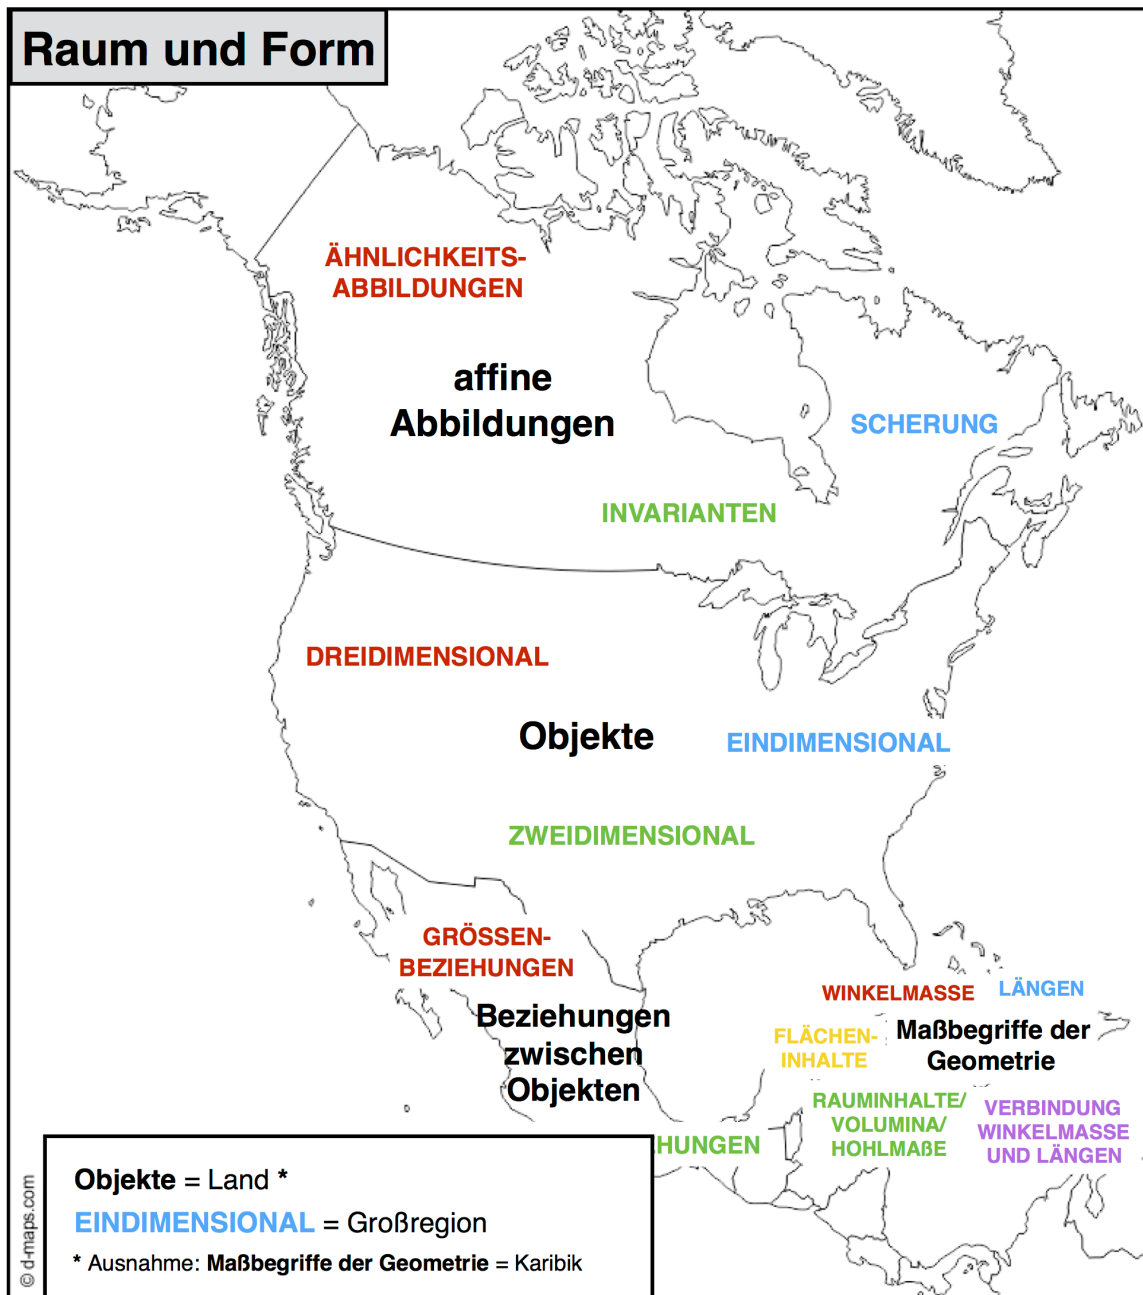 Raum und Form
ÄHNLICHKEITS-
ABBILDUNGEN
affine
Abbildungen
SCHERUNG
INVARIANTEN
DREIDIMENSIONAL
Objekte
EINDIMENSIONAL
ZWEIDIMENSIONAL
GRÖSSEN-
BEZIEHUNGEN
Beziehungen
zwischen
Objekten
WINKELMASSE
LÄNGEN
FLÄCHEN-
INHALTE
Maßbegriffe der
Geometrie
RAUMINHALTE/
VOLUMINA/
HOHLMAßE
VERBINDUNG
WINKELMASSE
UND LÄNGEN
HUNGEN
Objekte = Land *
EINDIMENSIONAL = Großregion
* Ausnahme: Maßbegriffe der Geometrie = Karibik
© d-maps.com